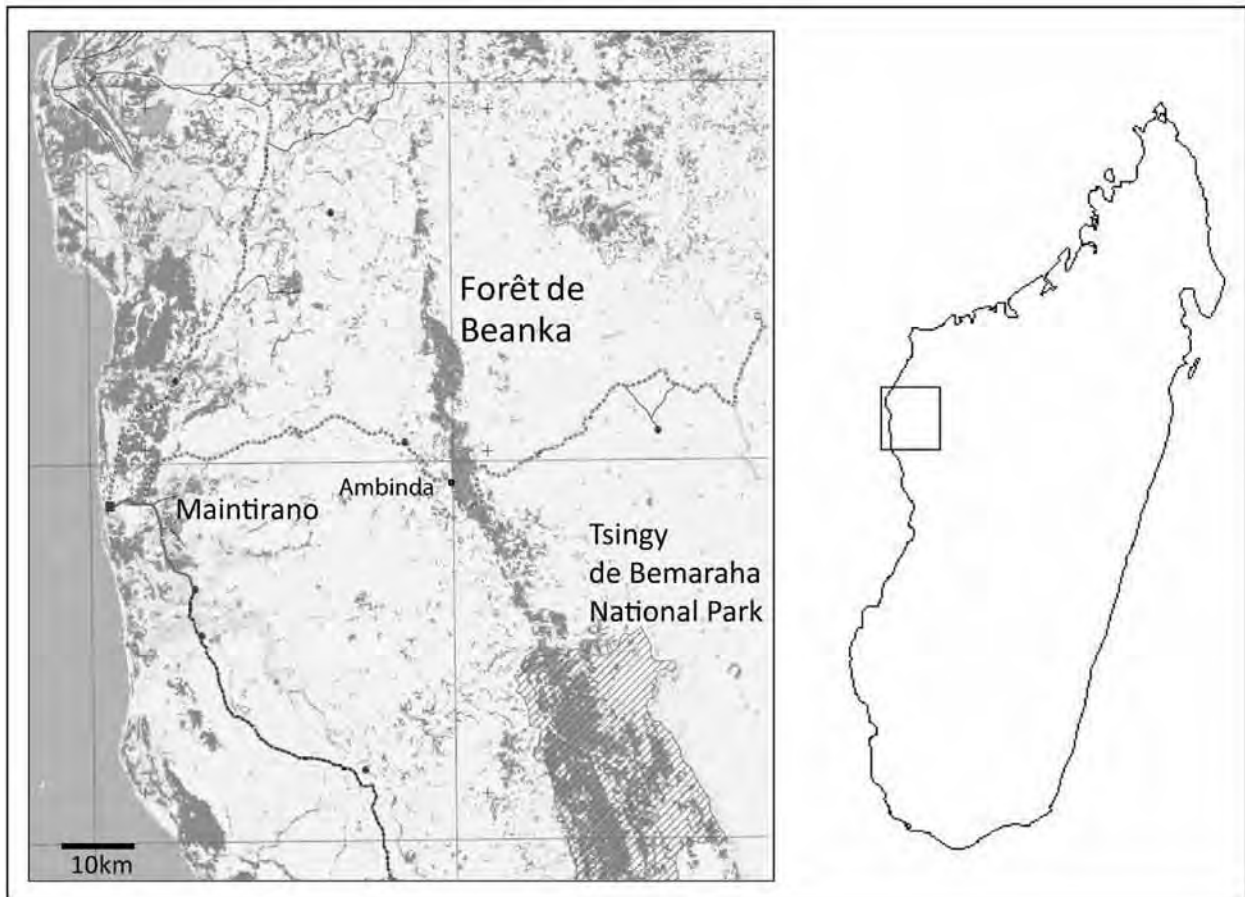 Forêt de
Beanka
Ambinda
Maintirano
Tsingy
de Bemaraha
National Park
10km